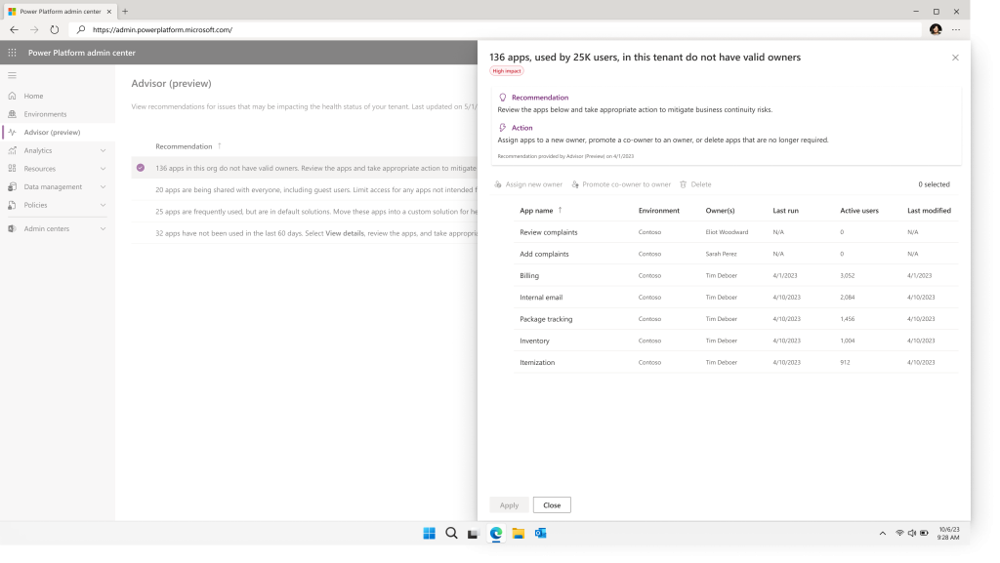 Power Platform admin center
https://admin.powerplatform.microsoft.com/
Power Platform admin center
Home
Environments
Advisor (preview)
Analytics
Resources
Data management
Policies
Admin centers
Advisor (preview)
View recommendations for issues that may be impacting the health status of your tenant. Last updated on 5/1/
Recommendation ↑
136 apps in this org do not have valid owners. Review the apps and take appropriate action to mitigate
20 apps are being shared with everyone, including guest users. Limit access for any apps not intended f
25 apps are frequently used, but are in default solutions. Move these apps into a custom solution for he
32 apps have not been used in the last 60 days. Select View details, review the apps, and take appropri
136 apps, used by 25K users, in this tenant do not have valid owners
High impact
Recommendation
Review the apps below and take appropriate action to mitigate business continuity risks.
Action
Assign apps to a new owner, promote a co-owner to an owner, or delete apps that are no longer required.
Recommendation provided by Advisor (Preview) on 4/1/2023
Assign new owner Promote co-owner to owner Delete 0 selected
App name ↑ Environment Owner(s) Last run Active users Last modified
Review complaints Contoso Eliot Woodward N/A 0 N/A
Add complaints Contoso Sarah Perez N/A 0 N/A
Billing Contoso Tim Deboer 4/1/2023 3,052 4/1/2023
Internal email Contoso Tim Deboer 4/10/2023 2,084 4/10/2023
Package tracking Contoso Tim Deboer 4/10/2023 1,456 4/10/2023
Inventory Contoso Tim Deboer 4/10/2023 1,004 4/10/2023
Itemization Contoso Tim Deboer 4/10/2023 912 4/10/2023
Apply Close
10/6/23
9:28 AM